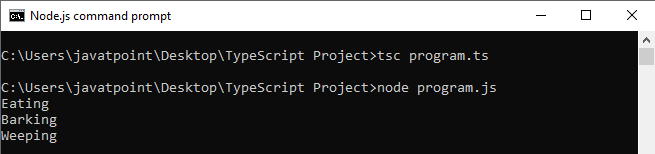 Node.js command prompt
C:\Users\javatpoint\Desktop\TypeScript Project>tsc program.ts
C:\Users\javatpoint\Desktop\TypeScript Project>node program.js
Eating
Barking
Weeping